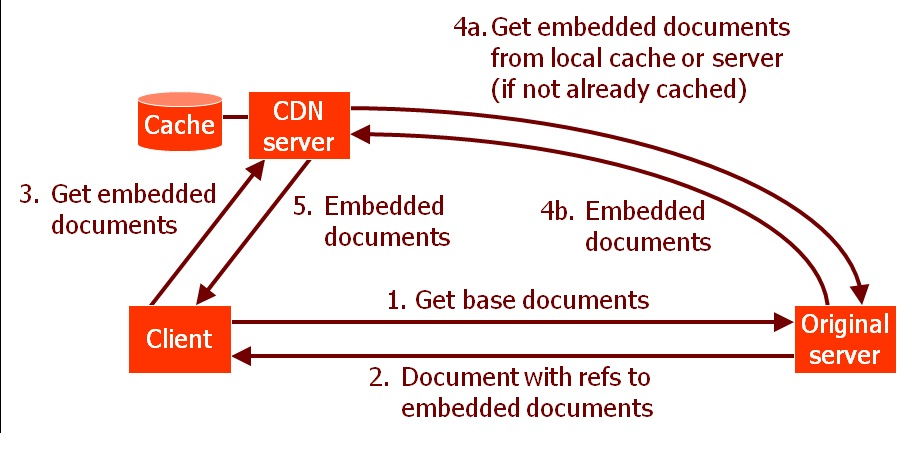 4a. Get embedded documents
from local cache or server
(if not already cached)
Cache
CDN
server
3. Get embedded
documents
5. Embedded
documents
4b. Embedded
documents
1. Get base documents
Client
Original
server
2. Document with refs to
embedded documents